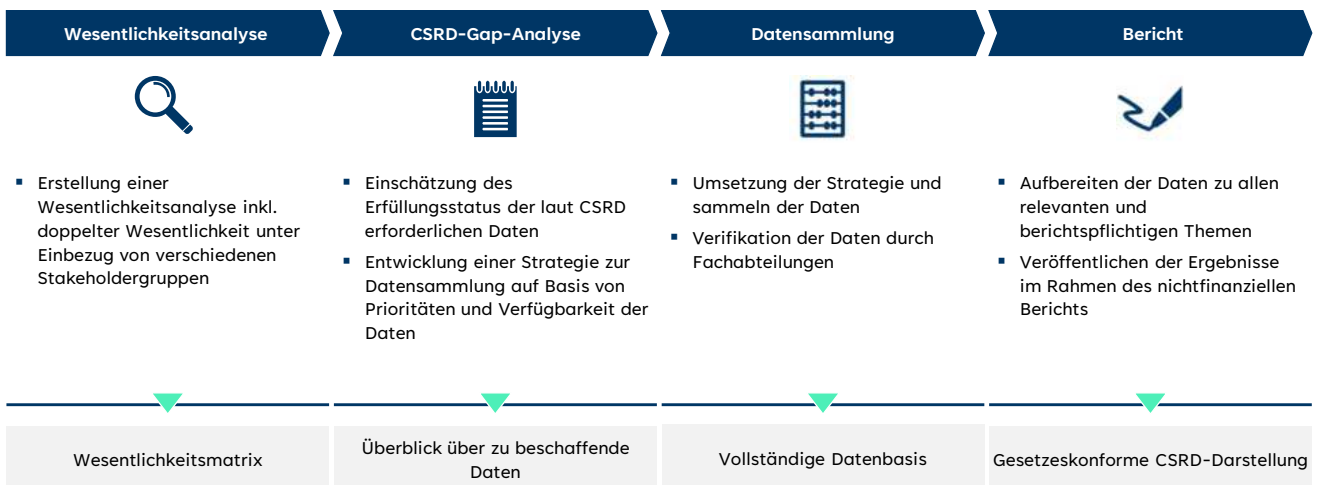 Wesentlichkeitsanalyse
CSRD-Gap-Analyse
Datensammlung
Bericht
▪ Erstellung einer
Wesentlichkeitsanalyse inkl.
doppelter Wesentlichkeit unter
Einbezug von verschiedenen
Stakeholdergruppen
▪ Einschätzung des
Erfüllungsstatus der laut CSRD
erforderlichen Daten
▪ Entwicklung einer Strategie zur
Datensammlung auf Basis von
Prioritäten und Verfügbarkeit der
Daten
▪ Umsetzung der Strategie und
sammeln der Daten
▪ Verifikation der Daten durch
Fachabteilungen
▪ Aufbereiten der Daten zu allen
relevanten und
berichtspflichtigen Themen
▪ Veröffentlichen der Ergebnisse
im Rahmen des nichtfinanziellen
Berichts
Wesentlichkeitsmatrix
Überblick über zu beschaffende
Daten
Vollständige Datenbasis
Gesetzeskonforme CSRD-Darstellung